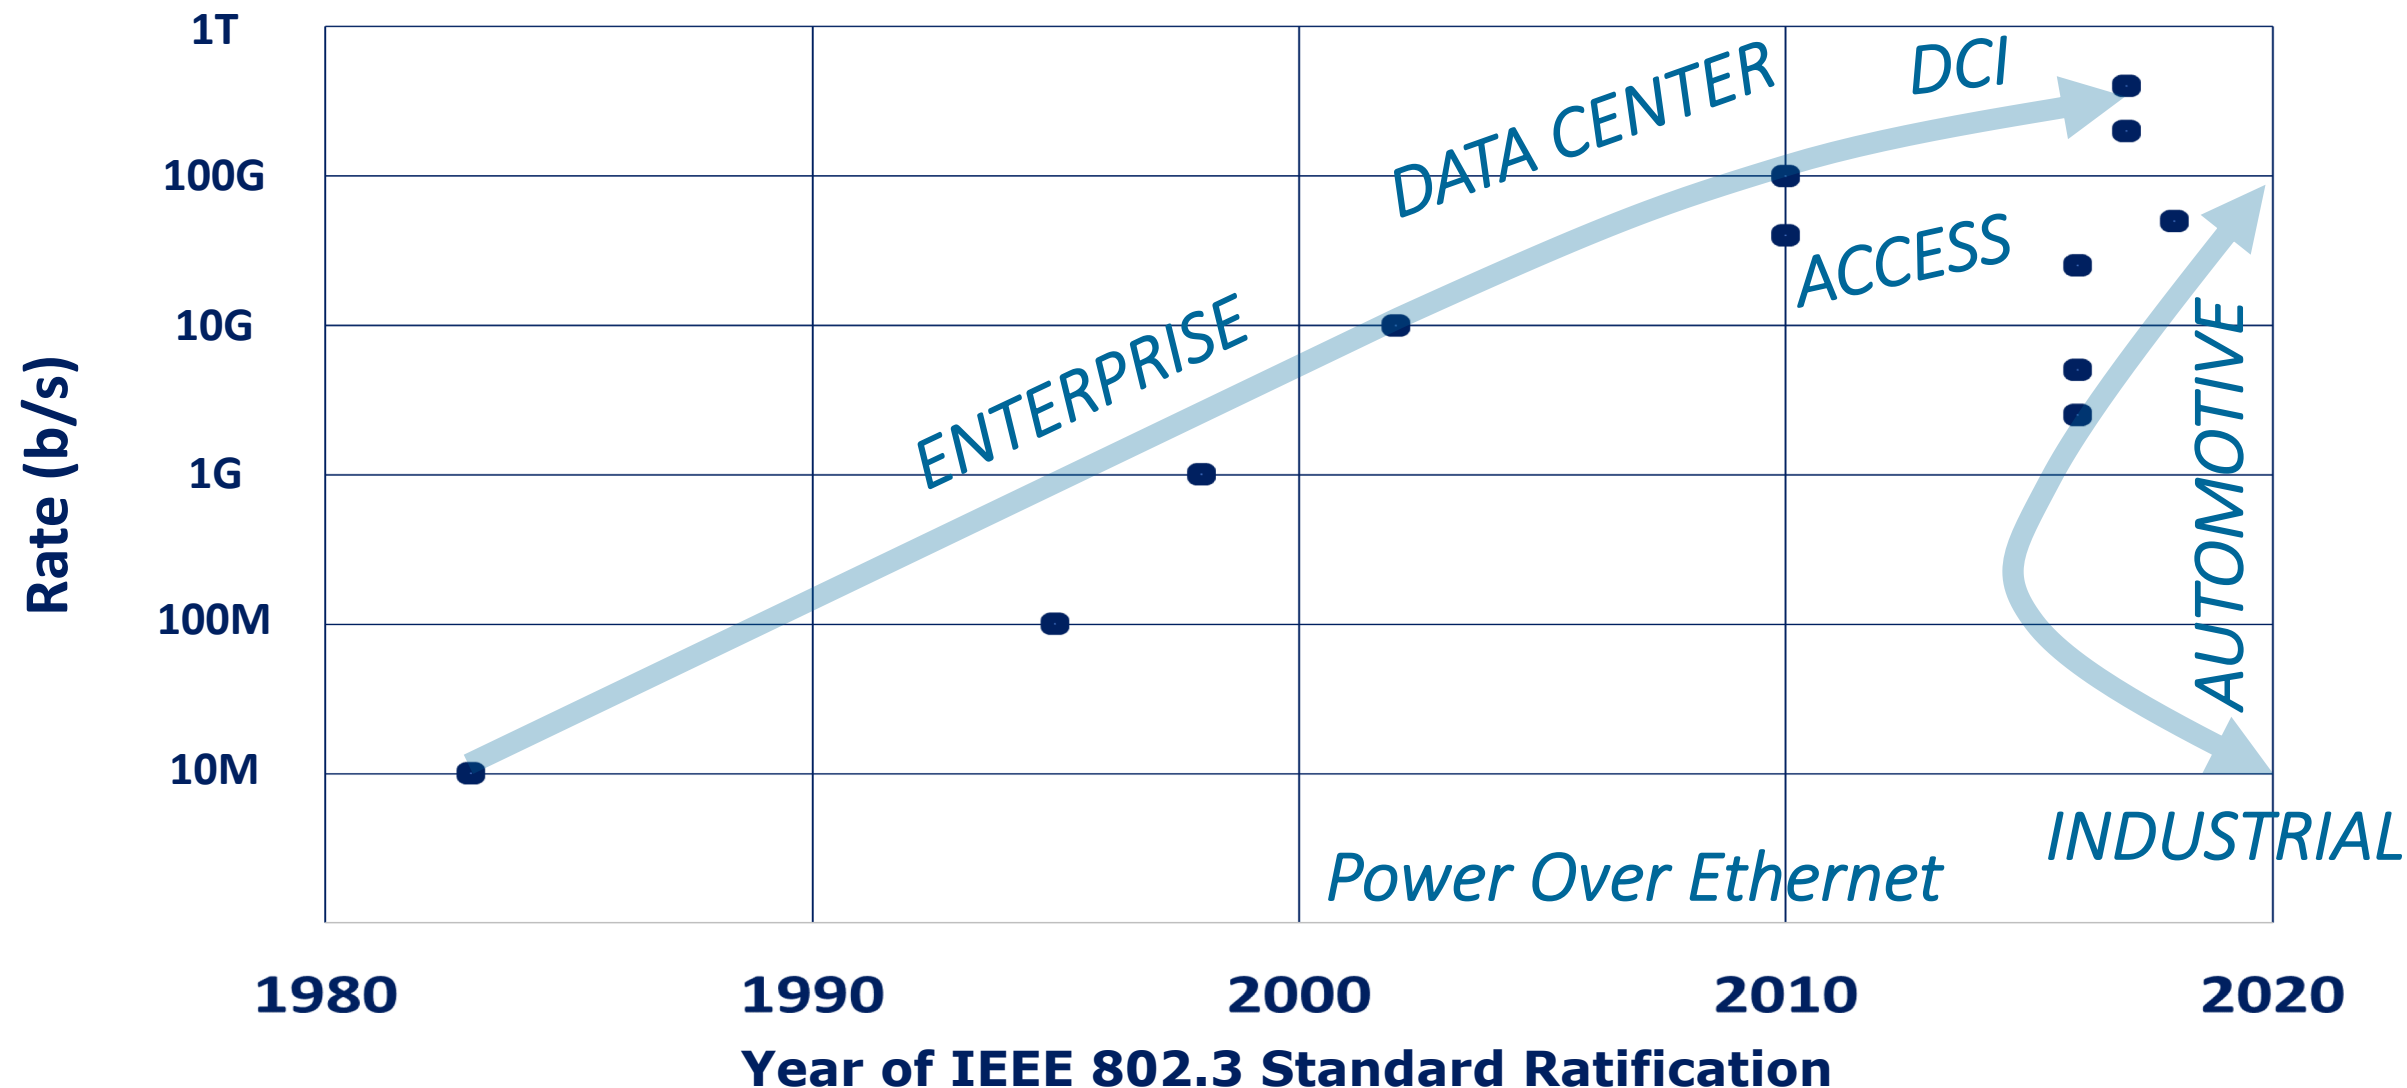 1T
100G
10G
1G
100M
10M
Rate (b/s)
ENTERPRISE
DATA CENTER
DCI
ACCESS
AUTOMOTIVE
INDUSTRIAL
Power Over Ethernet
1980 1990 2000 2010 2020
Year of IEEE 802.3 Standard Ratification